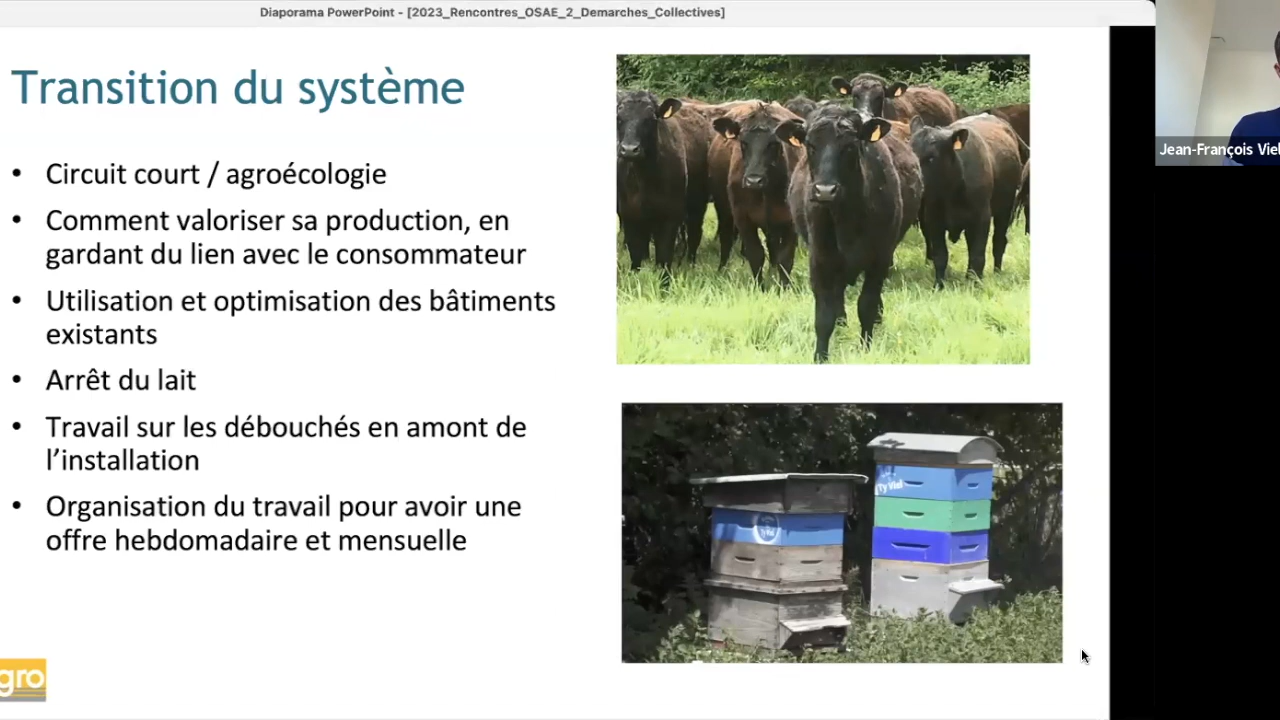 Diaporama PowerPoint - [2023_Rencontres_OSAE_2_Demarches_Collectives]
Transition du système
• Circuit court / agroécologie
• Comment valoriser sa production, en
gardant du lien avec le consommateur
• Utilisation et optimisation des bâtiments
existants
• Arrêt du lait
• Travail sur les débouchés en amont de
l’installation
• Organisation du travail pour avoir une
offre hebdomadaire et mensuelle
Jean-François Viel
gro